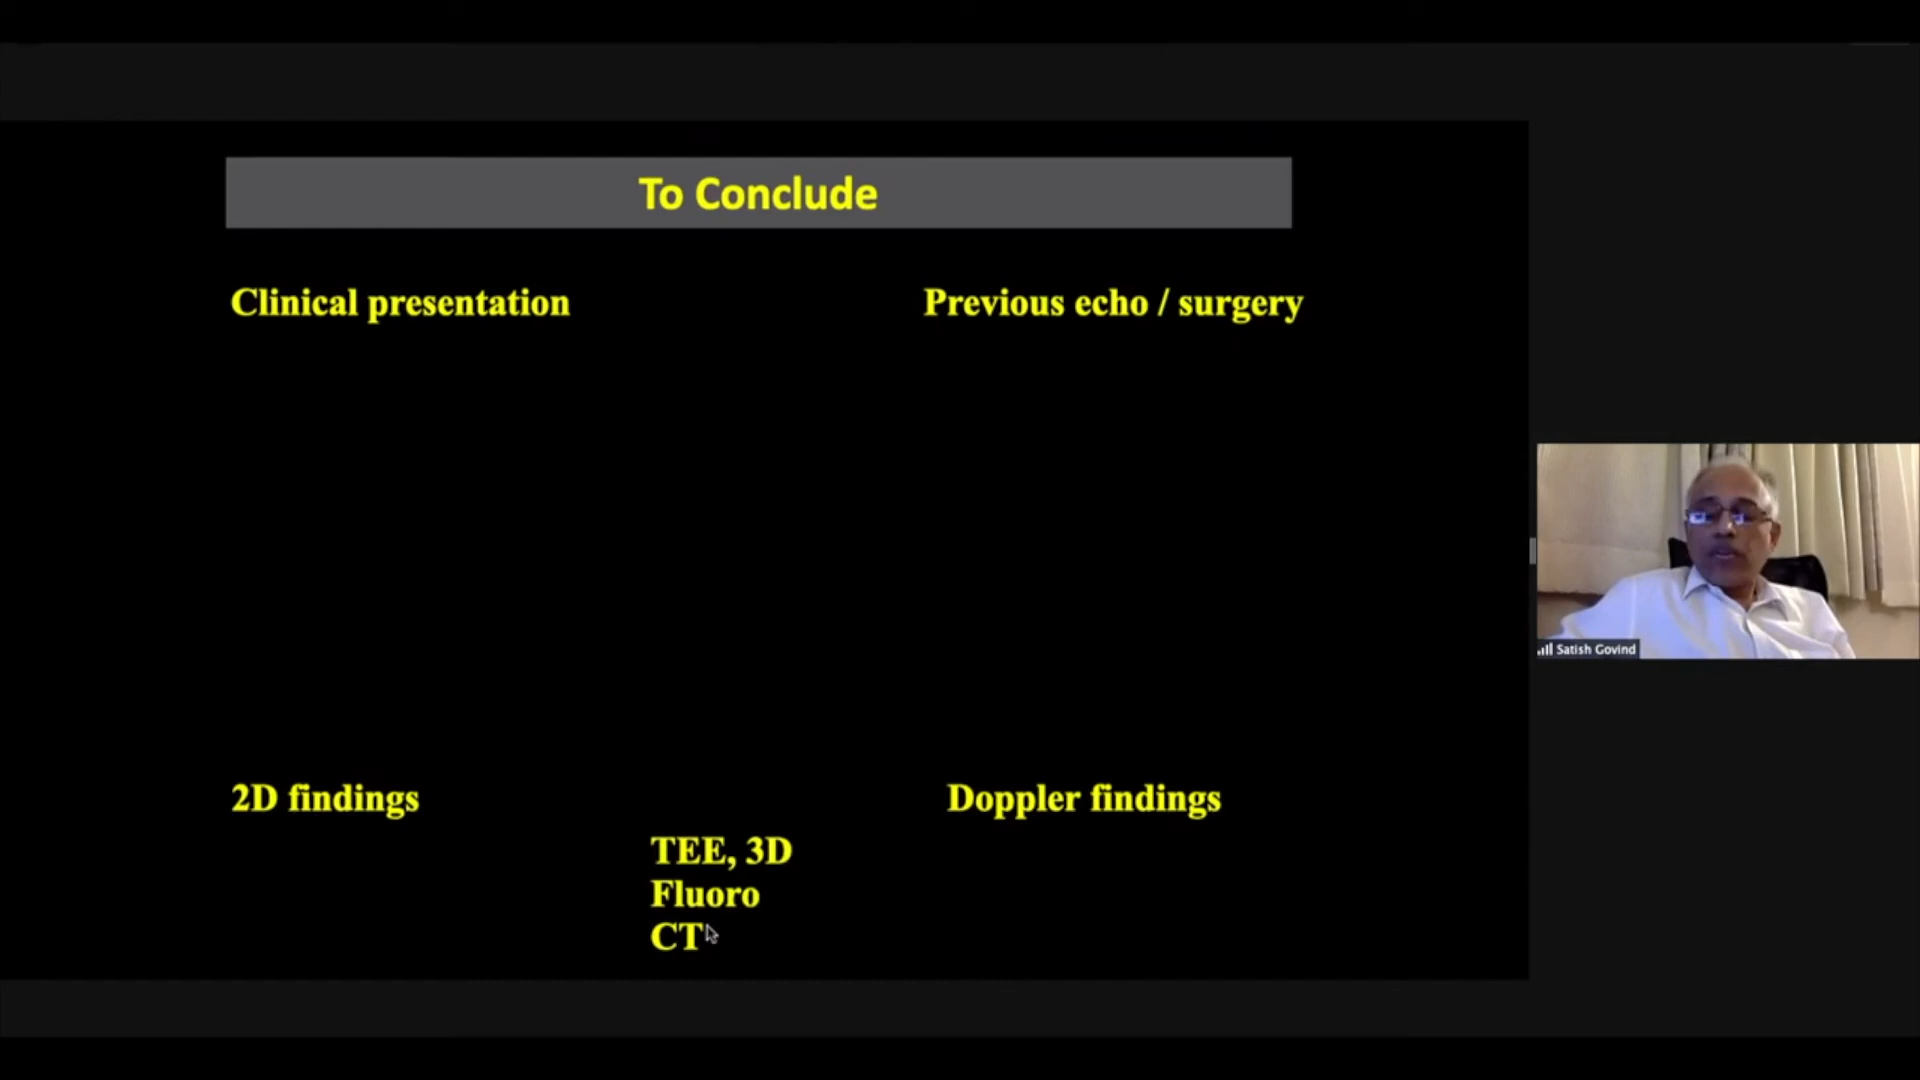 To Conclude
Clinical presentation
Previous echo / surgery
2D findings
Doppler findings
TEE, 3D
Fluoro
CT
Satish Govind